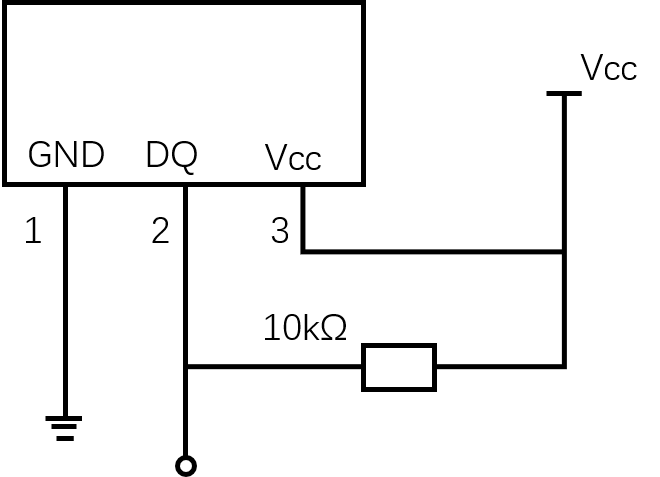 Vcc
GND DQ Vcc
1 2 3
10kΩ